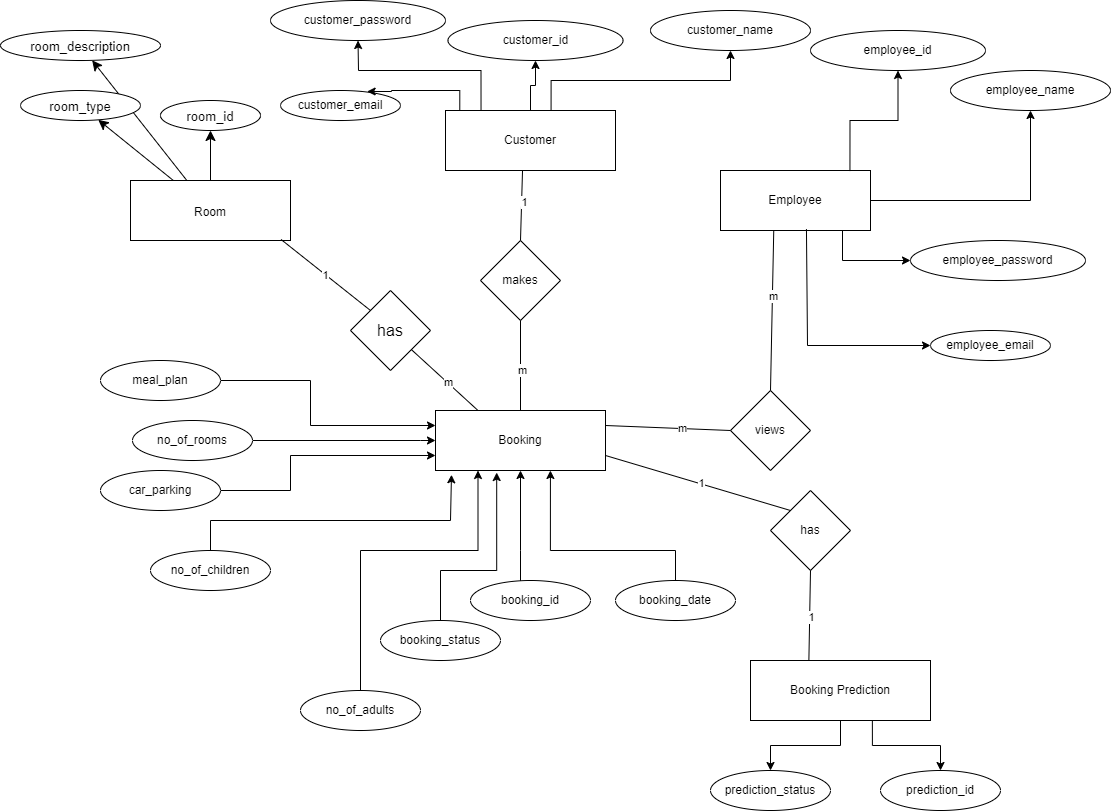 customer_password
customer_name
customer_id
room_description
employee_id
employee_name
room_type
customer_email
room_id
Customer
Employee
Room
1
employee_password
1
makes
m
has
employee_email
m
m
meal_plan
m
views
no_of_rooms
Booking
car_parking
1
has
no_of_children
booking_id
booking_date
1
booking_status
Booking Prediction
no_of_adults
prediction_status
prediction_id